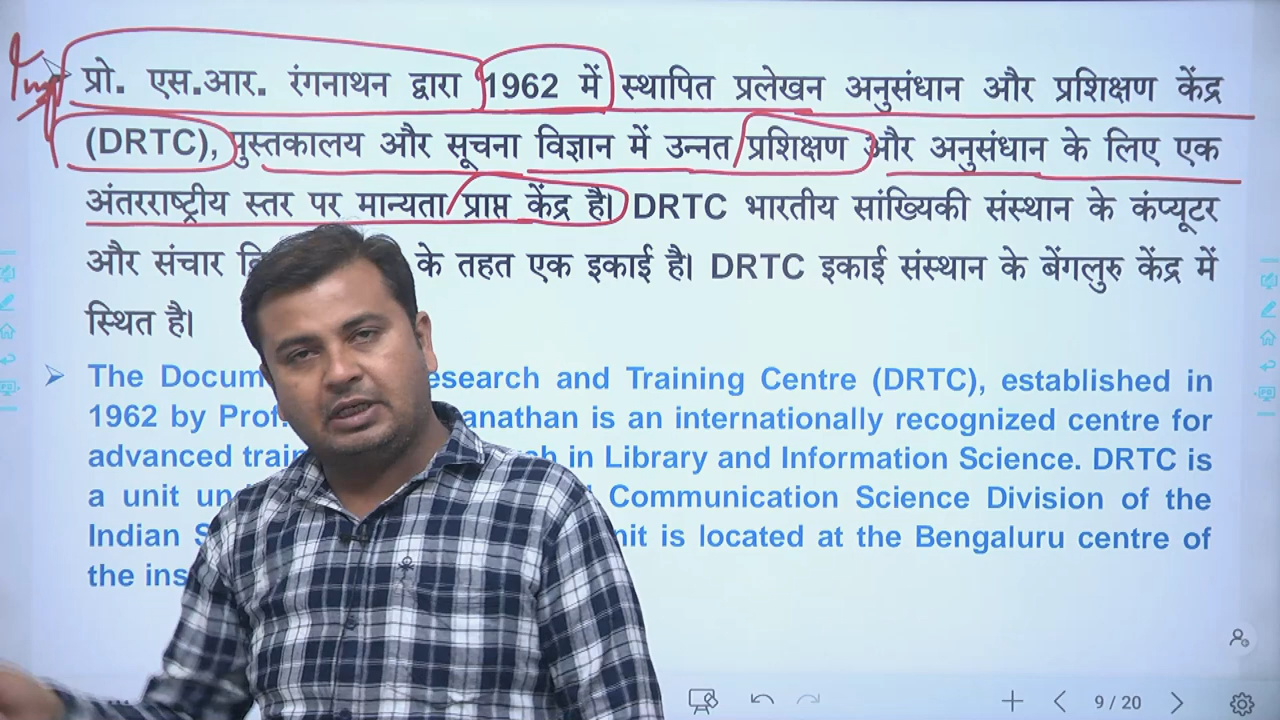 Imp
प्रो. एस.आर. रंगनाथन द्वारा 1962 में स्थापित प्रलेखन अनुसंधान और प्रशिक्षण केंद्र
(DRTC), पुस्तकालय और सूचना विज्ञान में उन्नत प्रशिक्षण और अनुसंधान के लिए एक
अंतरराष्ट्रीय स्तर पर मान्यता प्राप्त केंद्र है। DRTC भारतीय सांख्यिकी संस्थान के कंप्यूटर
और संचार के तहत एक इकाई है। DRTC इकाई संस्थान के बेंगलुरु केंद्र में
स्थित है।
The esearch and Training Centre (DRTC), established in
1962 by Prof. anathan is an internationally recognized centre for
advanced in Library and Information Science. DRTC is
a unit Communication Science Division of the
Indian is located at the Bengaluru centre of
the
9 / 20